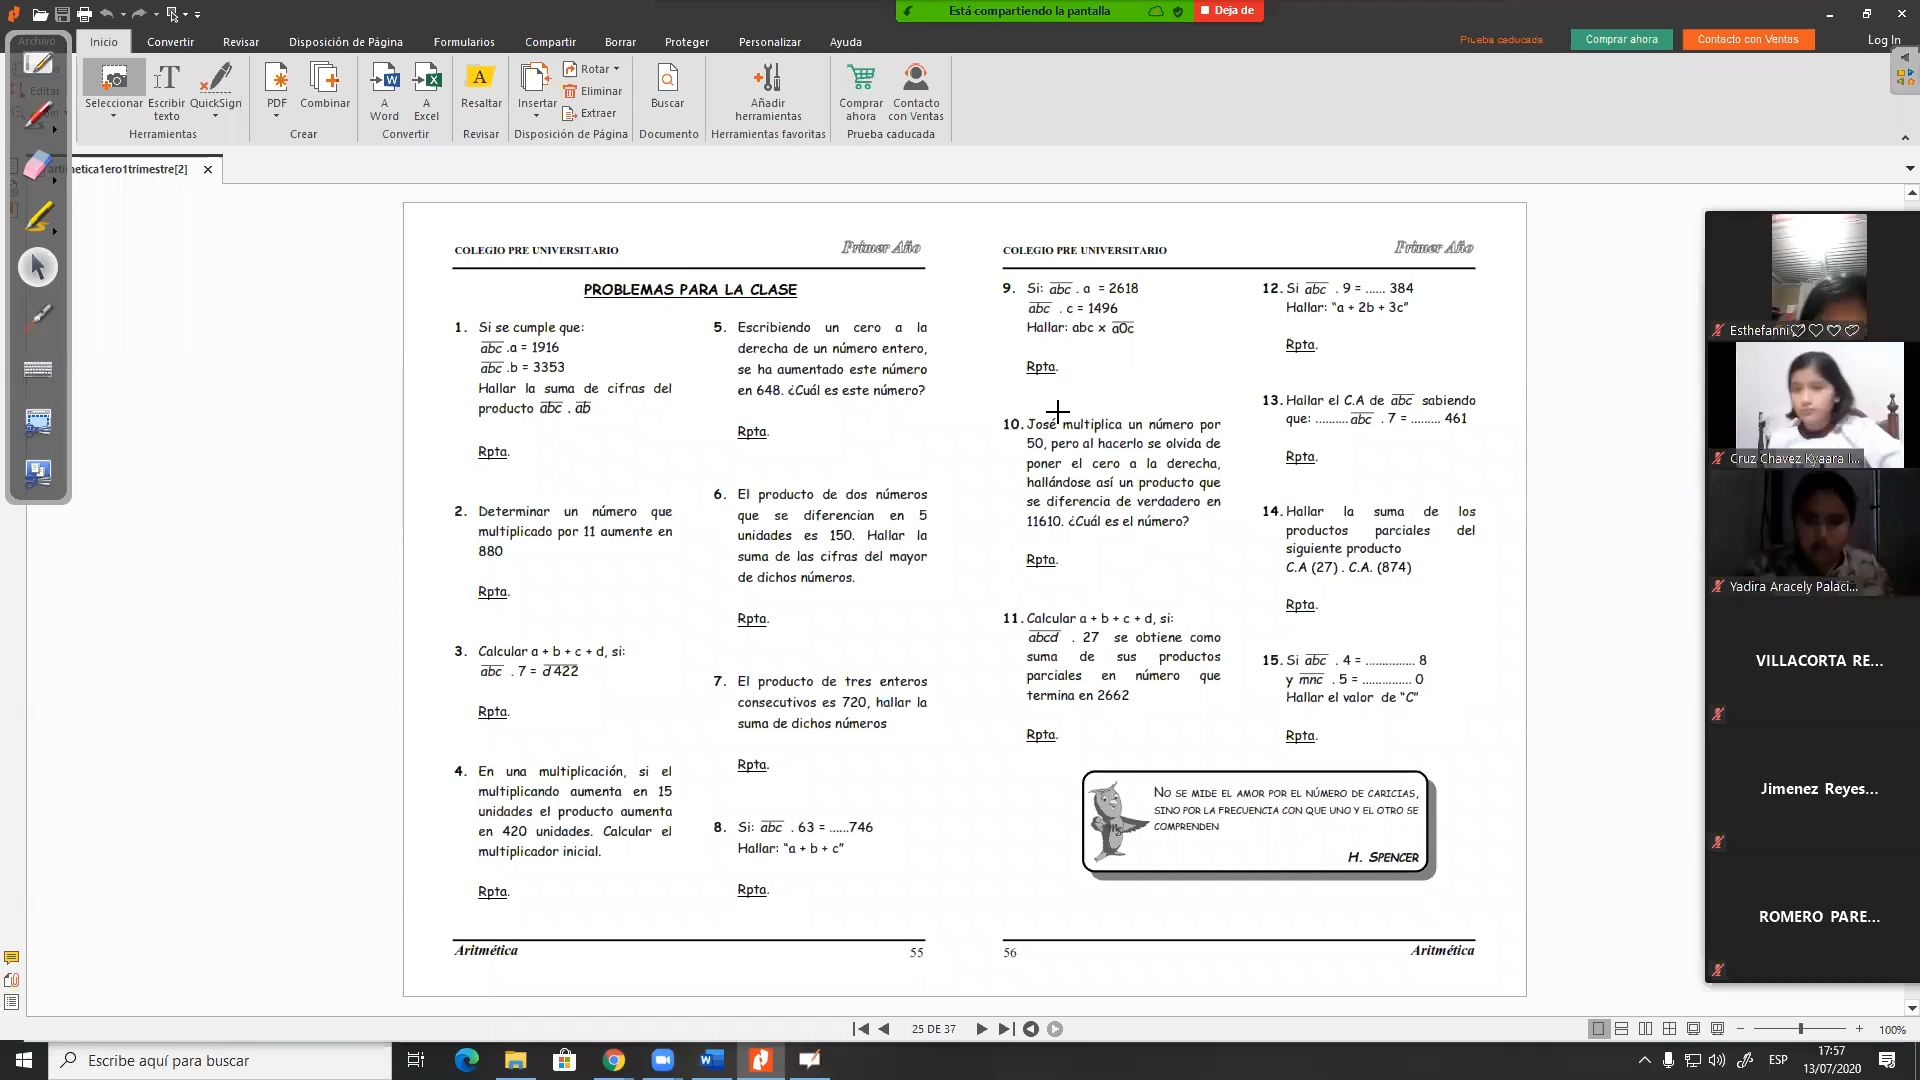 Está compartiendo la pantalla
Deja de
Archivo
Inicio
Convertir
Revisar
Disposición de Página
Formularios
Compartir
Borrar
Proteger
Personalizar
Ayuda
Prueba caducada
Comprar ahora
Contacto con Ventas
Log In
Editar
Seleccionar
Escribir texto
QuickSign
Herramientas
PDF
Combinar
Crear
A Word
A Excel
Convertir
Resaltar
Revisar
Insertar
Rotar
Eliminar
Extraer
Disposición de Página
Buscar
Documento
Añadir herramientas
Herramientas favoritas
Comprar ahora
Contacto con Ventas
Prueba caducada
metica1ero1trimestre[2]
COLEGIO PRE UNIVERSITARIO Primer Año
PROBLEMAS PARA LA CLASE
1. Si se cumple que:
abc .a = 1916
abc .b = 3353
Hallar la suma de cifras del
producto abc . ab
Rpta.
2. Determinar un número que
multiplicado por 11 aumente en
880
Rpta.
3. Calcular a + b + c + d, si:
abc . 7 = d422
Rpta.
4. En una multiplicación, si el
multiplicando aumenta en 15
unidades el producto aumenta
en 420 unidades. Calcular el
multiplicador inicial.
Rpta.
5. Escribiendo un cero a la
derecha de un número entero,
se ha aumentado este número
en 648. ¿Cuál es este número?
Rpta.
6. El producto de dos números
que se diferencian en 5
unidades es 150. Hallar la
suma de las cifras del mayor
de dichos números.
Rpta.
7. El producto de tres enteros
consecutivos es 720, hallar la
suma de dichos números
Rpta.
8. Si: abc . 63 = ......746
Hallar: “a + b + c”
Rpta.
Aritmética 55
COLEGIO PRE UNIVERSITARIO Primer Año
9. Si: abc . a = 2618
abc . c = 1496
Hallar: abc x a0c
Rpta.
10. José multiplica un número por
50, pero al hacerlo se olvida de
poner el cero a la derecha,
hallándose así un producto que
se diferencia de verdadero en
11610. ¿Cuál es el número?
Rpta.
11. Calcular a + b + c + d, si:
abcd . 27 se obtiene como
suma de sus productos
parciales en número que
termina en 2662
Rpta.
12. Si abc . 9 = ...... 384
Hallar: “a + 2b + 3c”
Rpta.
13. Hallar el C.A de abc sabiendo
que: ..........abc . 7 = ......... 461
Rpta.
14. Hallar la suma de los
productos parciales del
siguiente producto
C.A (27) . C.A. (874)
Rpta.
15. Si abc . 4 = ............... 8
y mnc . 5 = ............... 0
Hallar el valor de “C”
Rpta.
NO SE MIDE EL AMOR POR EL NÚMERO DE CARICIAS,
SINO POR LA FRECUENCIA CON QUE UNO Y EL OTRO SE
COMPRENDEN
H. SPENCER
56 Aritmética
Esthefanni
Cruz Chavez Kyaara I...
Yadira Aracely Palaci...
VILLACORTA RE...
Jimenez Reyes...
ROMERO PARE...
25 DE 37
100%
Escribe aquí para buscar
ESP
17:57
13/07/2020